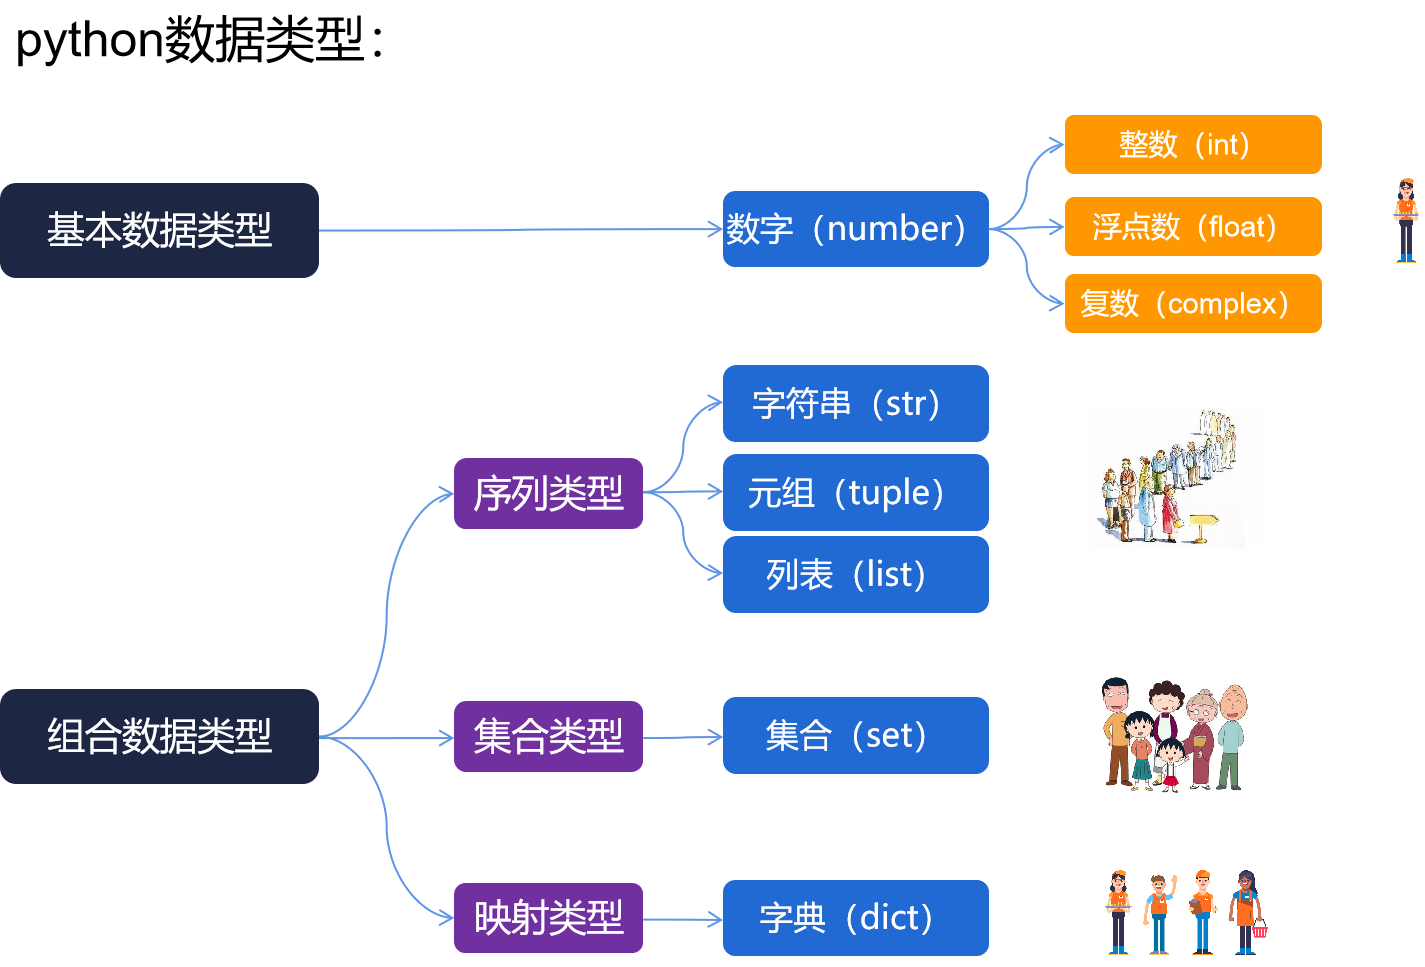 python数据类型：
基本数据类型
数字（number）
整数（int）
浮点数（float）
复数（complex）
组合数据类型
序列类型
字符串（str）
元组（tuple）
列表（list）
集合类型
集合（set）
映射类型
字典（dict）